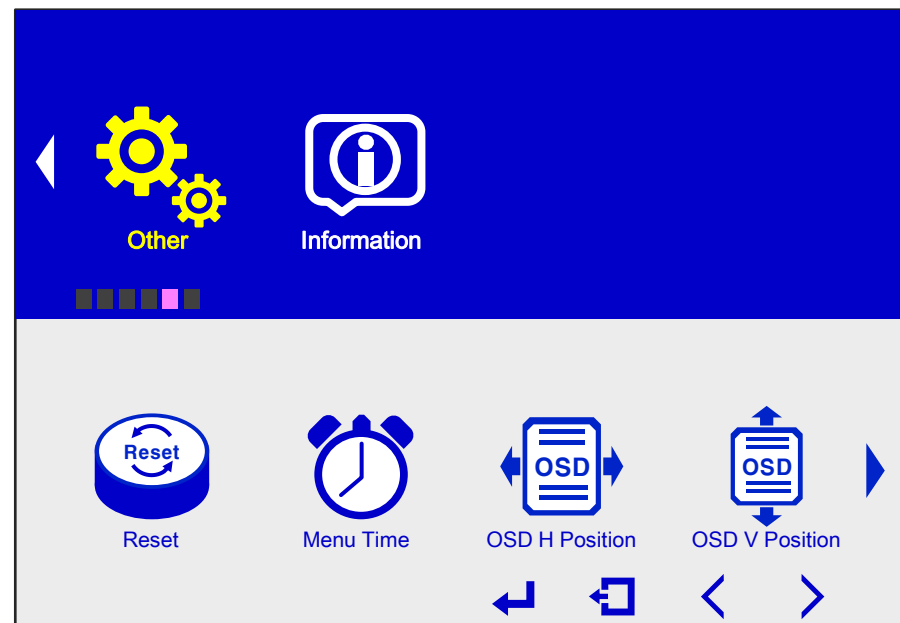 Other
Information
Reset
OSD
OSD
Reset
Menu Time
OSD H Position
OSD V Position